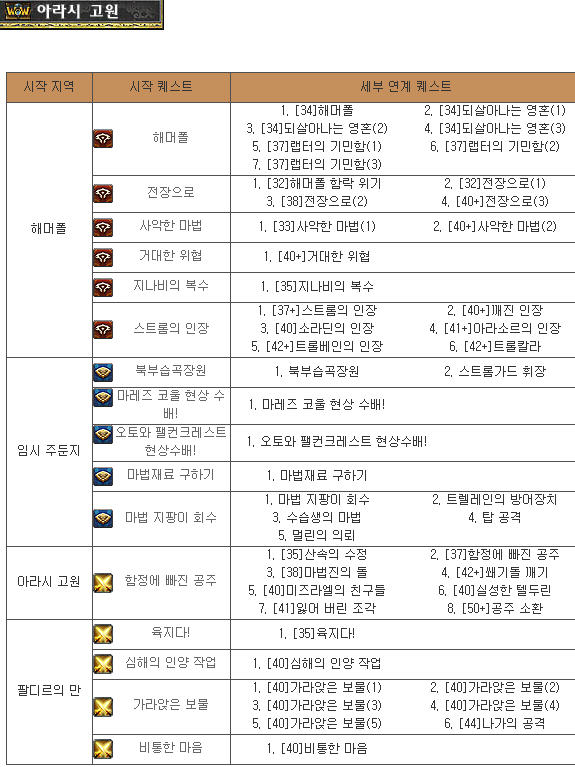 WoW 아라시 고원
시작 지역 시작 퀘스트 세부 연계 퀘스트
해머폴
해머폴
1. [34]해머폴 2. [34]되살아나는 영혼(1)
3. [34]되살아나는 영혼(2) 4. [34]되살아나는 영혼(3)
5. [37]랩터의 기민함(1) 6. [37]랩터의 기민함(2)
7. [37]랩터의 기민함(3)
전장으로
1. [32]해머폴 함락 위기 2. [32]전장으로(1)
3. [38]전장으로(2) 4. [40+]전장으로(3)
사악한 마법 1. [33]사악한 마법(1) 2. [40+]사악한 마법(2)
거대한 위협 1. [40+]거대한 위협
지나비의 복수 1. [35]지나비의 복수
스트롬의 인장
1. [37+]스트롬의 인장 2. [40+]깨진 인장
3. [40]소라딘의 인장 4. [41+]아라소르의 인장
5. [42+]트롤베인의 인장 6. [42+]트롤칼라
임시 주둔지
북부습곡장원 1. 북부습곡장원 2. 스트롬가드 휘장
마레즈 코울 현상 수
배!
1. 마레즈 코울 현상 수배!
오토와 팰컨크레스트
현상수배!
1. 오토와 팰컨크레스트 현상수배!
마법재료 구하기 1. 마법재료 구하기
마법 지팡이 회수
1. 마법 지팡이 회수 2. 트렐레인의 방어장치
3. 수습생의 마법 4. 탑 공격
5. 멀린의 의뢰
아라시 고원
함정에 빠진 공주
1. [35]산속의 수정 2. [37]함정에 빠진 공주
3. [38]마법진의 돌 4. [42+]쐐기돌 깨기
5. [40]미즈라엘의 친구들 6. [40]실성한 텔두린
7. [41]잃어 버린 조각 8. [50+]공주 소환
팔디르의 만
육지다! 1. [35]육지다!
심해의 인양 작업 1. [40]심해의 인양 작업
가라앉은 보물
1. [40]가라앉은 보물(1) 2. [40]가라앉은 보물(2)
3. [40]가라앉은 보물(3) 4. [40]가라앉은 보물(4)
5. [40]가라앉은 보물(5) 6. [44]나가의 공격
비통한 마음 1. [40]비통한 마음